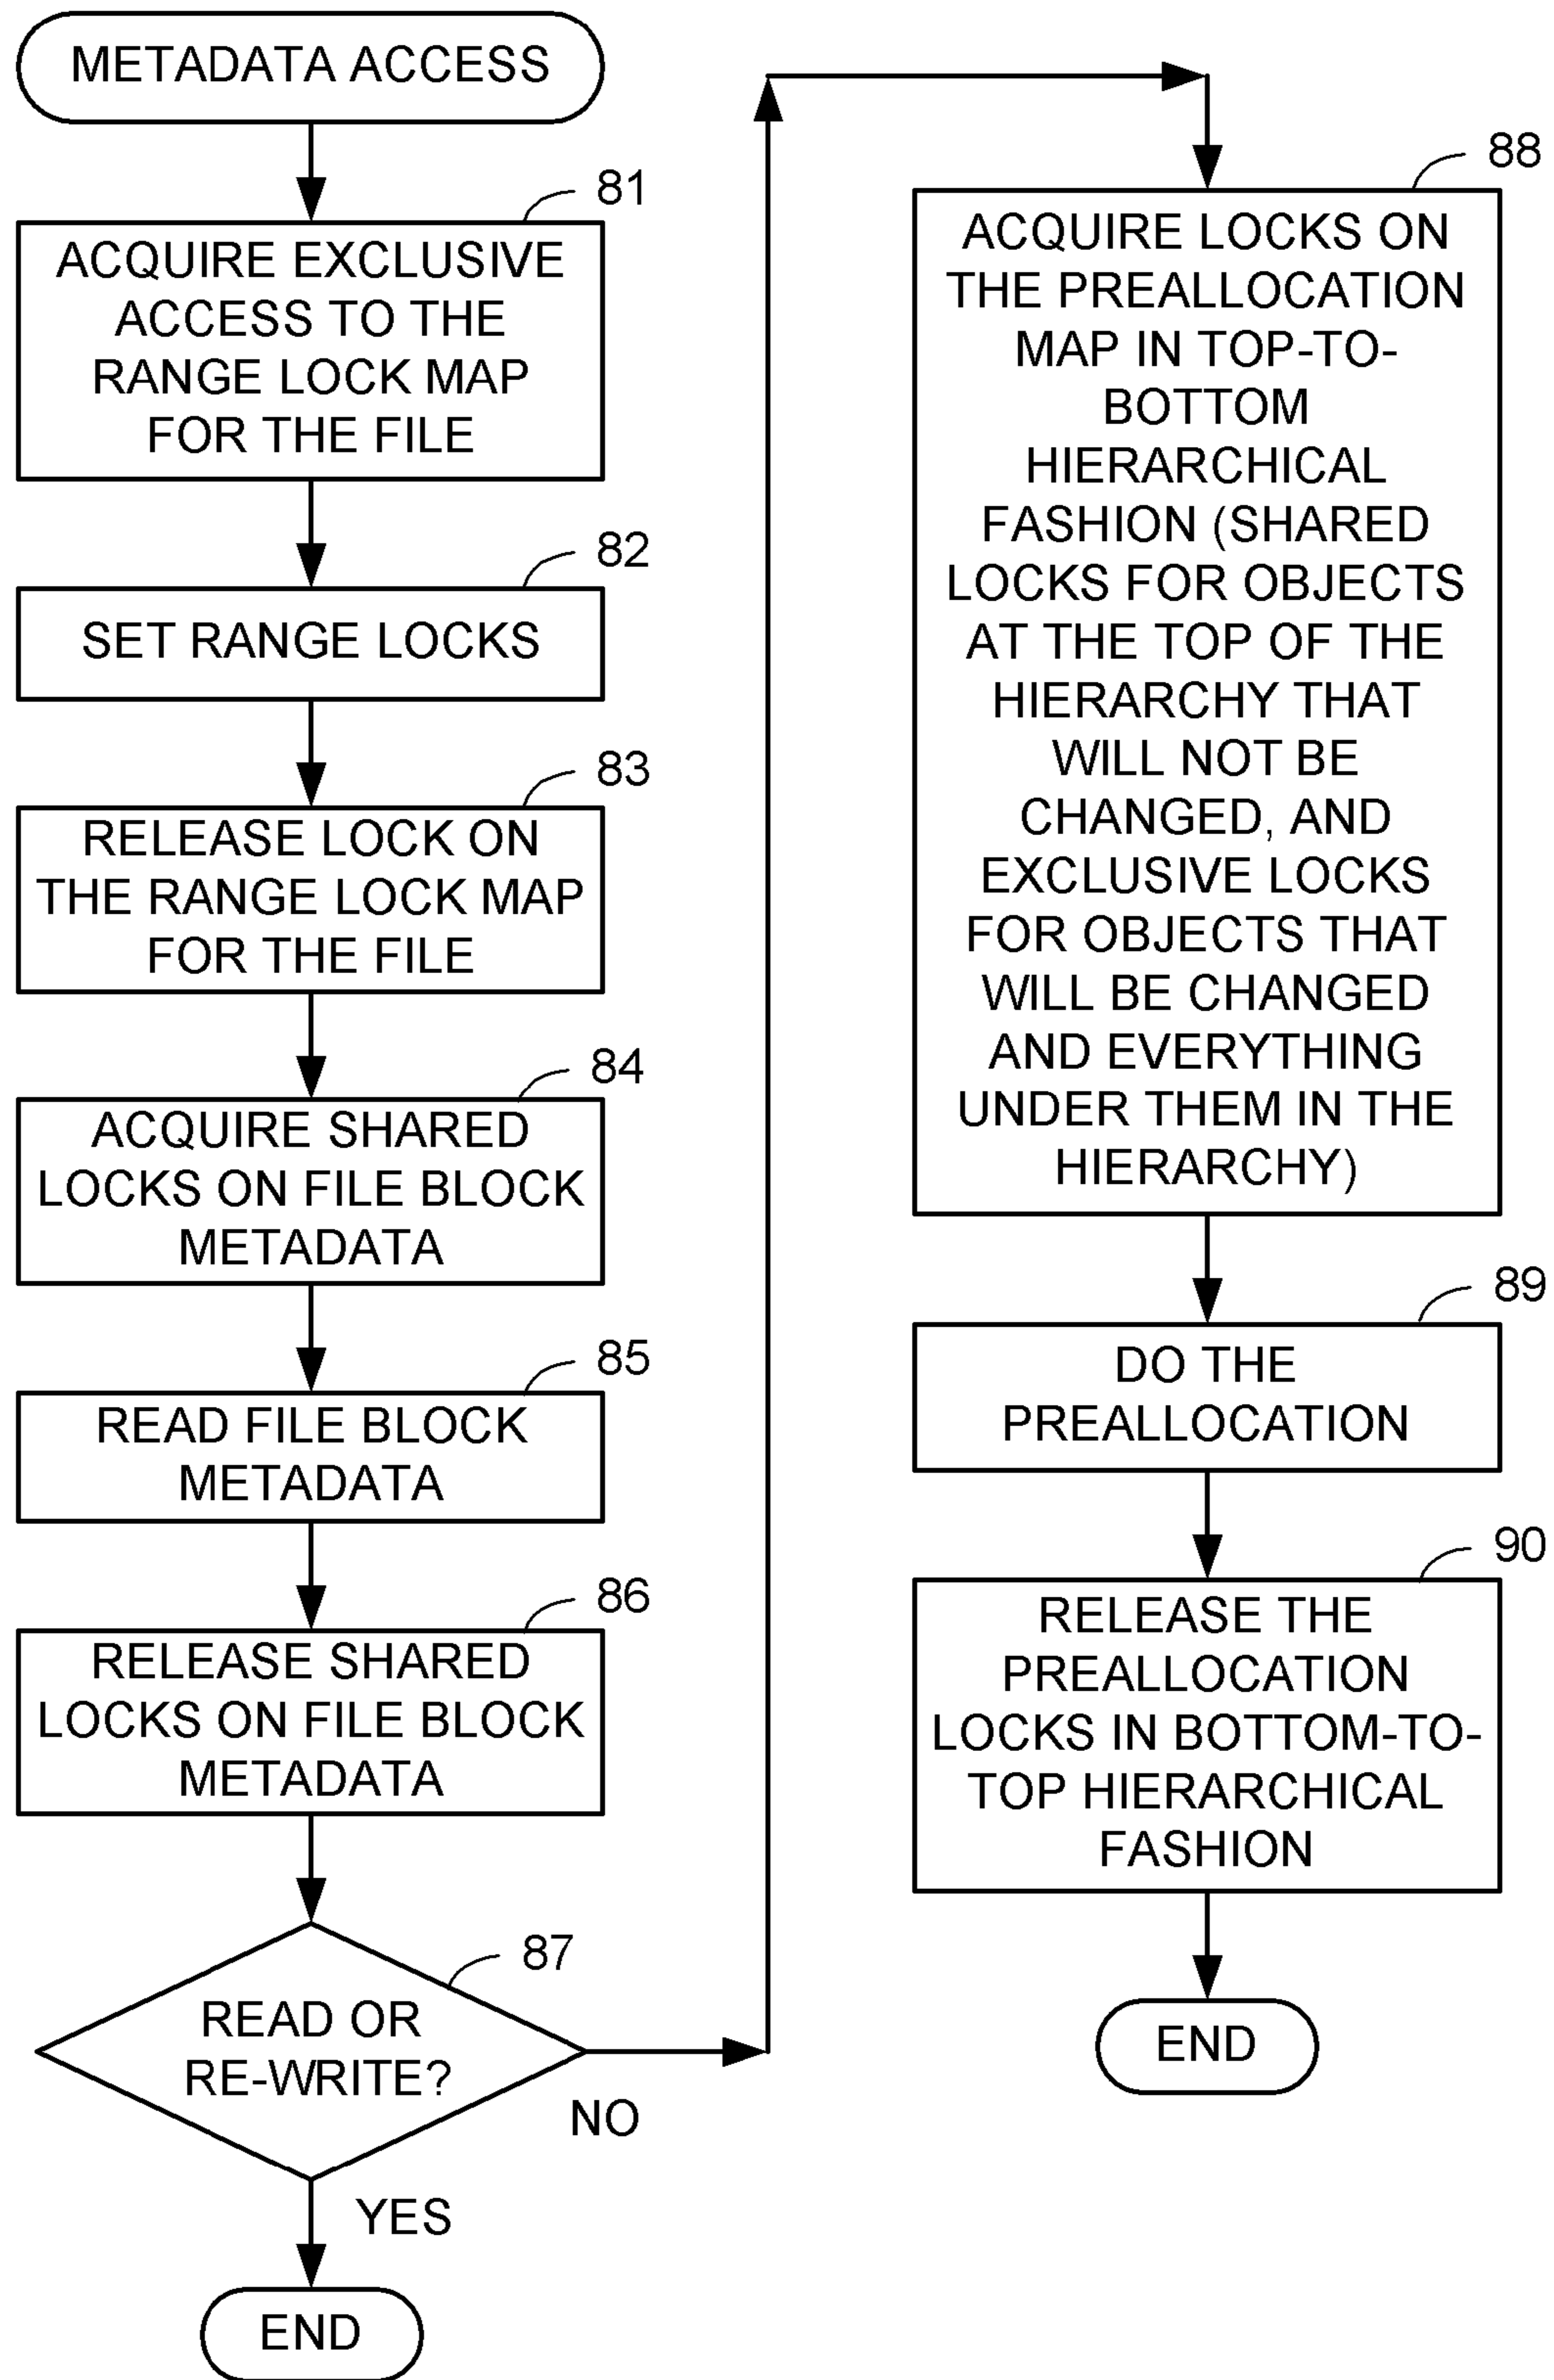 METADATA ACCESS
81
ACQUIRE EXCLUSIVE
ACCESS TO THE
RANGE LOCK MAP
FOR THE FILE
82
SET RANGE LOCKS
83
RELEASE LOCK ON
THE RANGE LOCK MAP
FOR THE FILE
84
ACQUIRE SHARED
LOCKS ON FILE BLOCK
METADATA
85
READ FILE BLOCK
METADATA
86
RELEASE SHARED
LOCKS ON FILE BLOCK
METADATA
87
READ OR
RE-WRITE?
NO
YES
END
88
ACQUIRE LOCKS ON
THE PREALLOCATION
MAP IN TOP-TO-
BOTTOM
HIERARCHICAL
FASHION (SHARED
LOCKS FOR OBJECTS
AT THE TOP OF THE
HIERARCHY THAT
WILL NOT BE
CHANGED, AND
EXCLUSIVE LOCKS
FOR OBJECTS THAT
WILL BE CHANGED
AND EVERYTHING
UNDER THEM IN THE
HIERARCHY)
89
DO THE
PREALLOCATION
90
RELEASE THE
PREALLOCATION
LOCKS IN BOTTOM-TO-
TOP HIERARCHICAL
FASHION
END